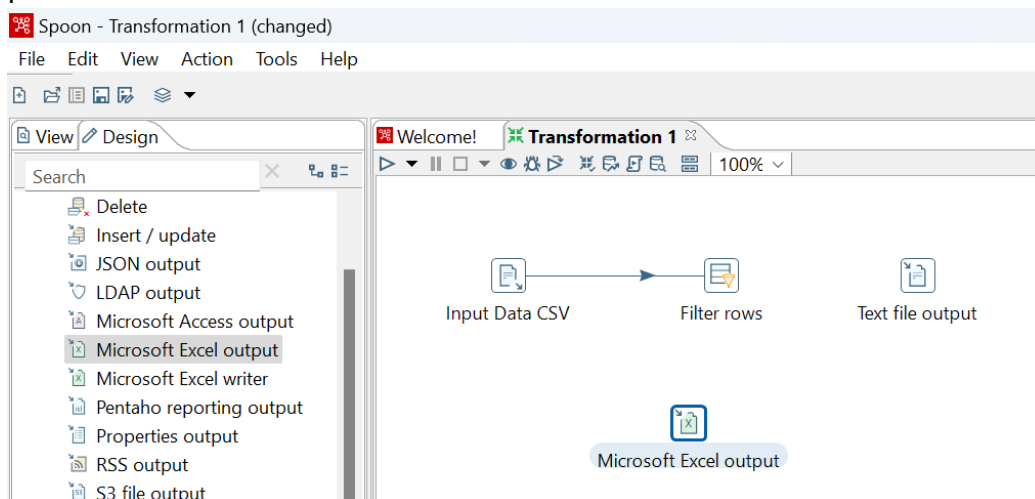 Spoon - Transformation 1 (changed)
File Edit View Action Tools Help
View Design
Welcome! Transformation 1
Search
100%
Delete
Insert / update
JSON output
LDAP output
Microsoft Access output
Microsoft Excel output
Microsoft Excel writer
Pentaho reporting output
Properties output
RSS output
S3 file output
Input Data CSV Filter rows Text file output
Microsoft Excel output